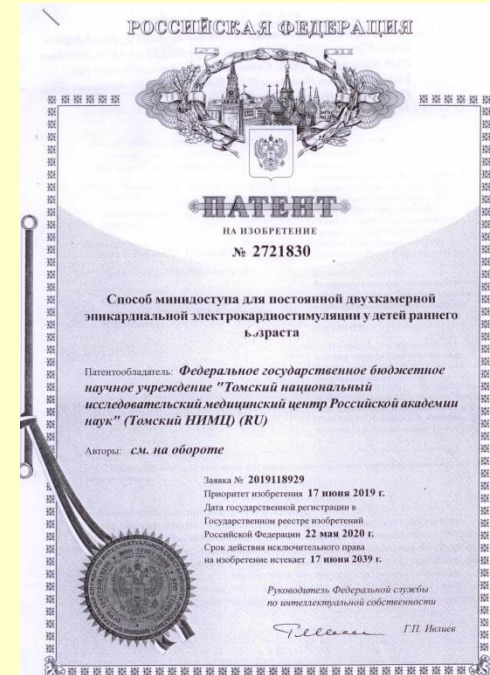 РОССИЙСКАЯ ФЕДЕРАЦИЯ
ПАТЕНТ
НА ИЗОБРЕТЕНИЕ
№ 2721830
Способ минидоступа для постоянной двухкамерной
эпикардиальной электрокардиостимуляции у детей раннего
возраста
Патентообладатель: Федеральное государственное бюджетное
научное учреждение "Томский национальный
исследовательский медицинский центр Российской академии
наук" (Томский НИМЦ) (RU)
Авторы: см. на обороте
Заявка № 2019118929
Приоритет изобретения 17 июня 2019 г.
Дата государственной регистрации в
Государственном реестре изобретений
Российской Федерации 22 мая 2020 г.
Срок действия исключительного права
на изобретение истекает 17 июня 2039 г.
Руководитель Федеральной службы
по интеллектуальной собственности
Г.П. Ивлиев